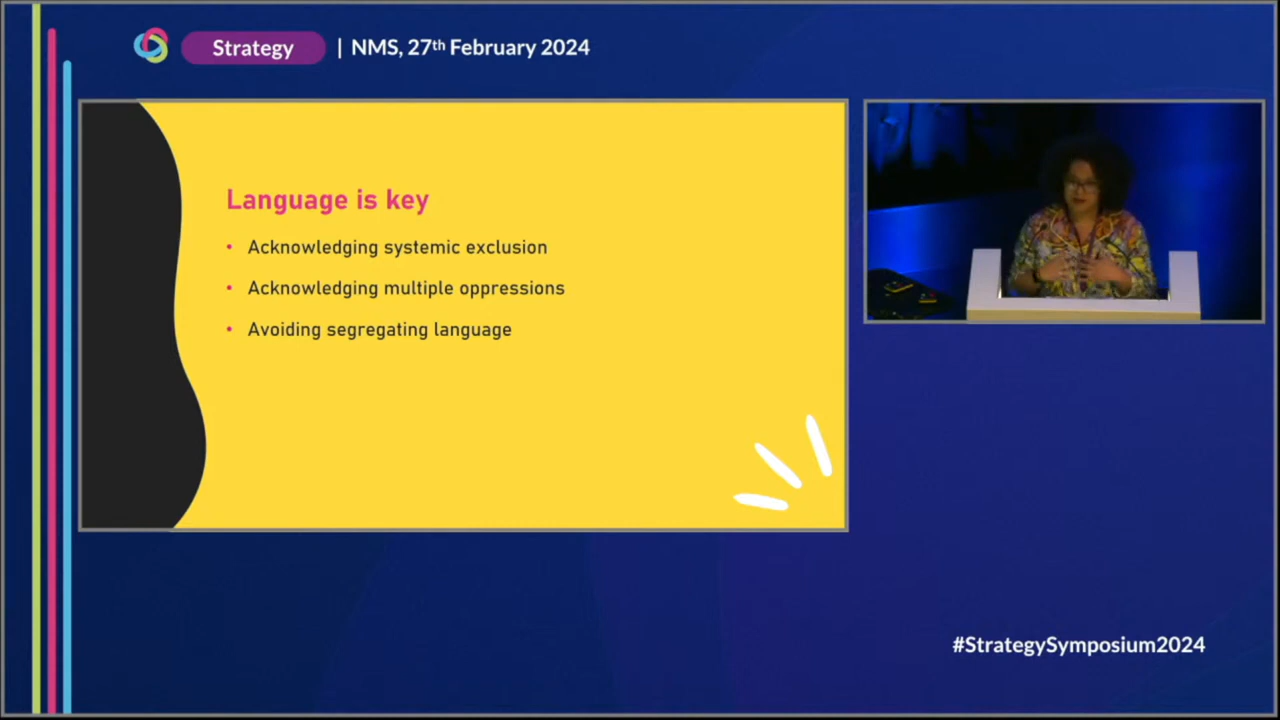 Strategy | NMS, 27th February 2024
Language is key
• Acknowledging systemic exclusion
• Acknowledging multiple oppressions
• Avoiding segregating language
#StrategySymposium2024